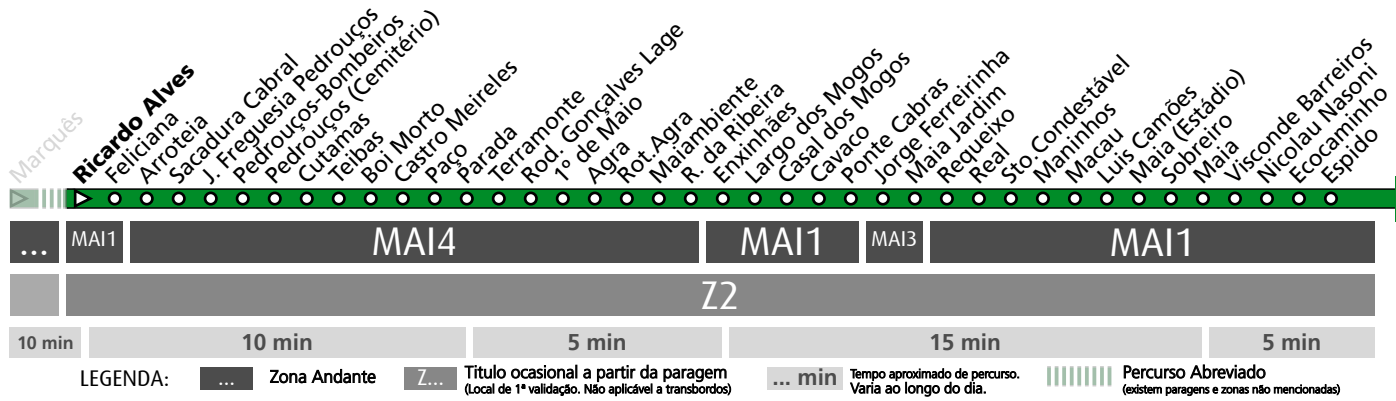 Marquês
Ricardo Alves
Feliciana
Arroteia
Sacadura Cabral
J. Freguesia Pedrouços
Pedrouços-Bombeiros
Pedrouços (Cemitério)
Cutamas
Teibas
Boi Morto
Castro Meireles
Paço
Parada
Terramonte
Rod. Gonçalves Lage
1º de Maio
Agra
Rot. Agra
Maiambiente
R. da Ribeira
Enxinhães
Largo dos Mogos
Casal dos Mogos
Cavaco
Ponte Cabras
Jorge Ferreirinha
Maia Jardim
Requeixo
Real
Sto. Condestável
Maninhos
Macau
Luis Camões
Maia (Estádio)
Sobreiro
Maia
Visconde Barreiros
Nicolau Nasoni
Ecocaminho
Espido
... MAI1 MAI4 MAI1 MAI3 MAI1
Z2
10 min 10 min 5 min 15 min 5 min
LEGENDA:
... Zona Andante
Z... Titulo ocasional a partir da paragem
(Local de 1ª validação. Não aplicável a transbordos)
... min Tempo aproximado de percurso.
Varia ao longo do dia.
Percurso Abreviado
(existem paragens e zonas não mencionadas)